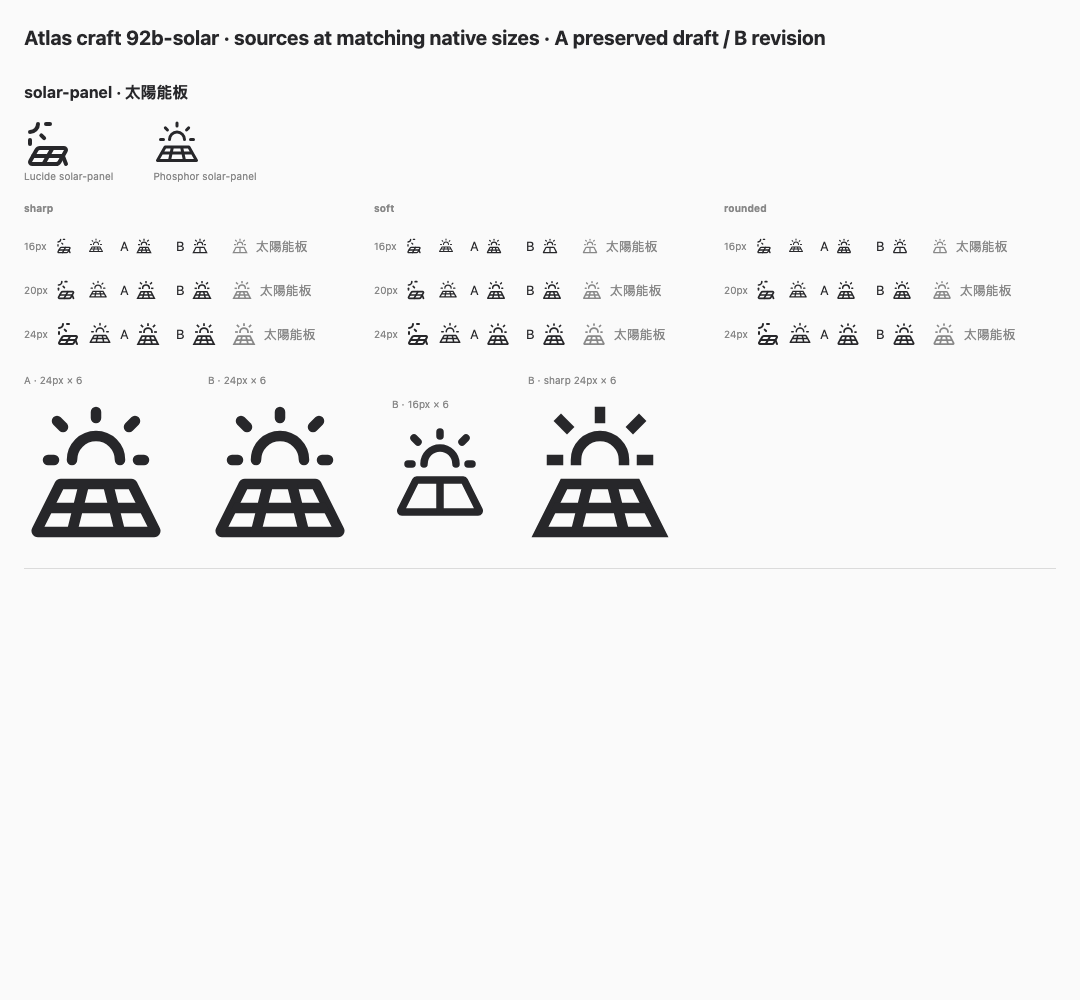 Atlas craft 92b-solar · sources at matching native sizes · A preserved draft / B revision
solar-panel · 太陽能板
Lucide solar-panel
Phosphor solar-panel
sharp
soft
rounded
16px A B 太陽能板
16px A B 太陽能板
16px A B 太陽能板
20px A B 太陽能板
20px A B 太陽能板
20px A B 太陽能板
24px A B 太陽能板
24px A B 太陽能板
24px A B 太陽能板
A · 24px × 6
B · 24px × 6
B · 16px × 6
B · sharp 24px × 6